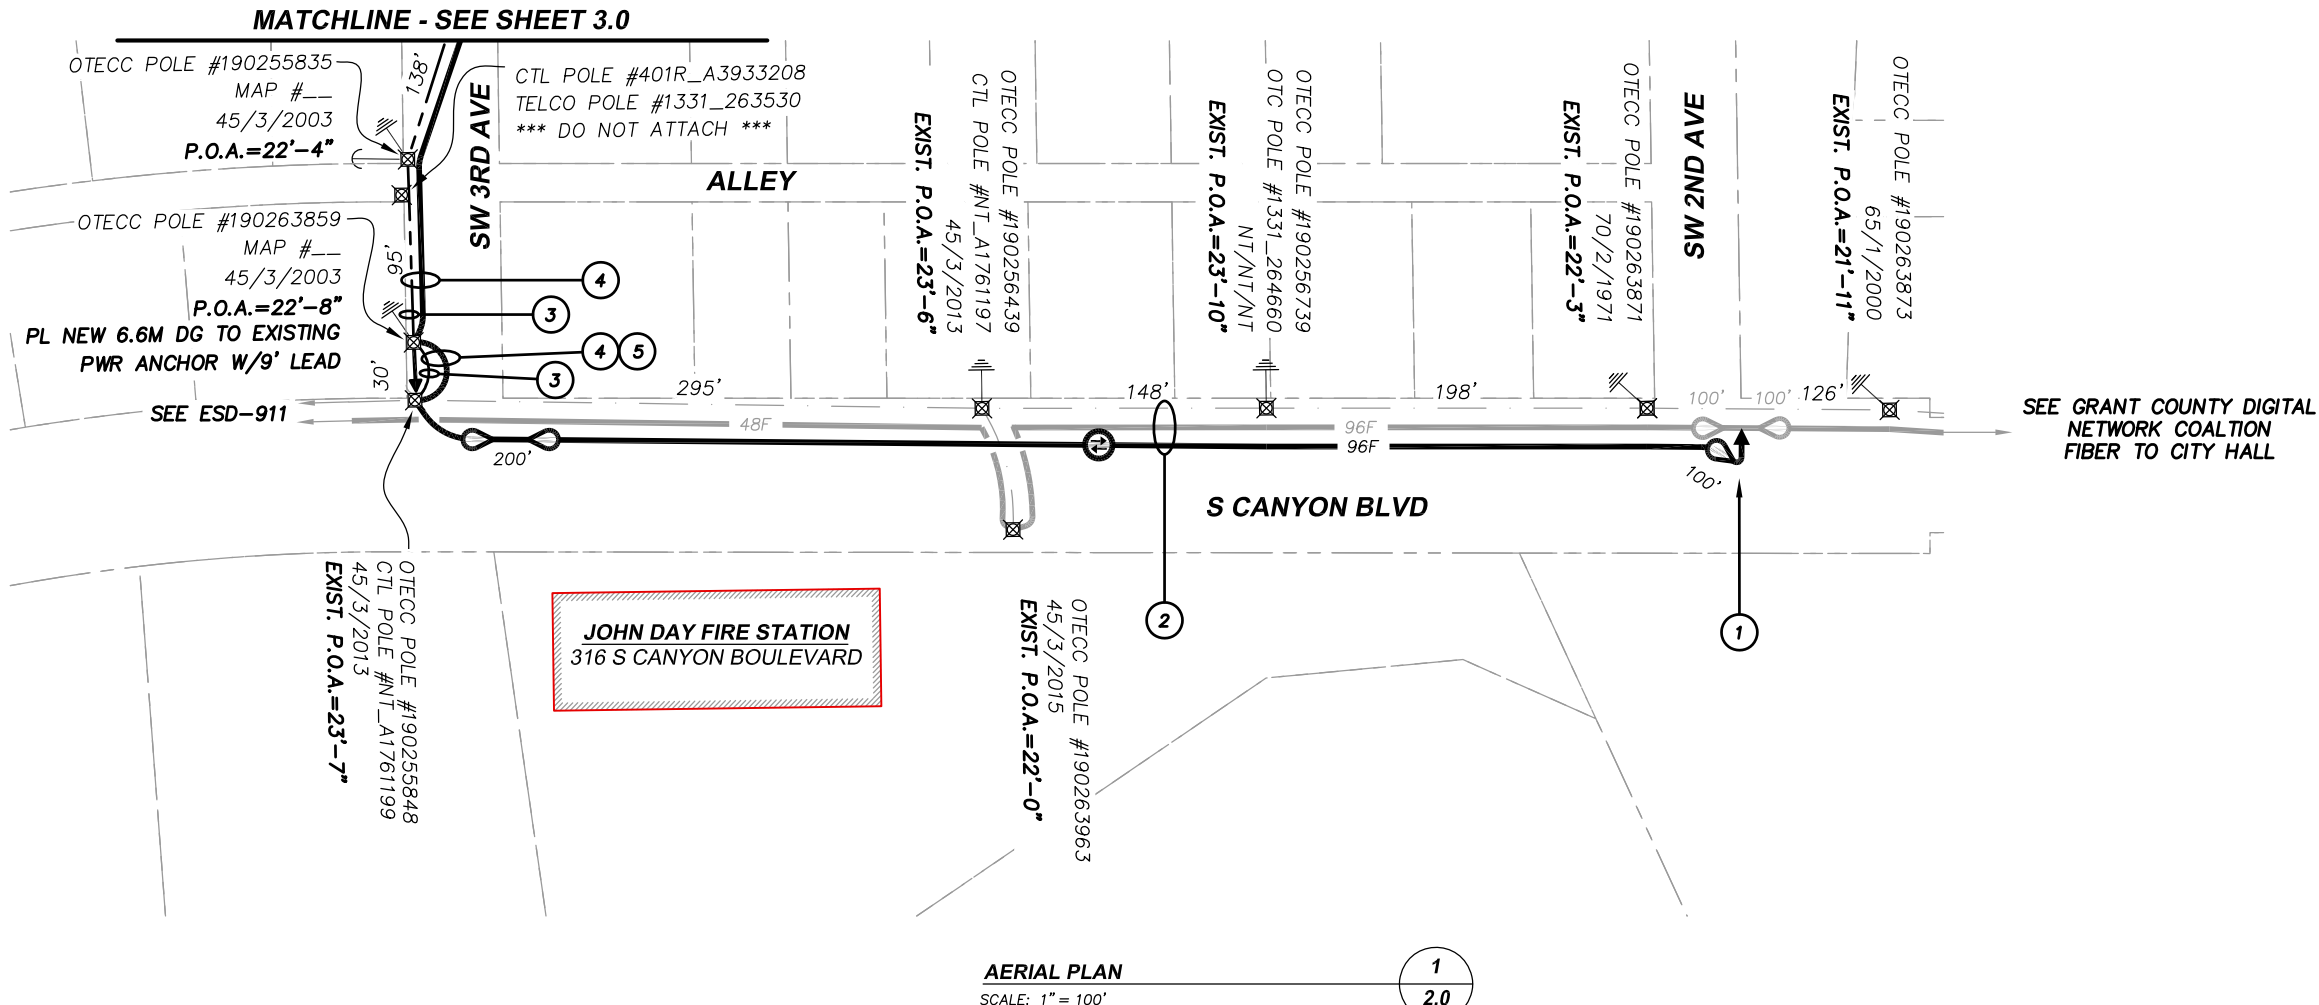 MATCHLINE - SEE SHEET 3.0
OTECC POLE #190255835
MAP #__
45/3/2003
P.O.A.=22'-4"
138'
CTL POLE #401R_A3933208
TELCO POLE #1331_263530
*** DO NOT ATTACH ***
SW 3RD AVE
ALLEY
OTECC POLE #190263859
MAP #__
45/3/2003
P.O.A.=22'-8"
PL NEW 6.6M DG TO EXISTING
PWR ANCHOR W/9' LEAD
95'
30'
4
3
4
5
3
OTECC POLE #190256439
CTL POLE #NT_A1761197
45/3/2013
EXIST. P.O.A.=23'-6"
OTECC POLE #190256739
OTC POLE #1331_264660
NT/NT/NT
EXIST. P.O.A.=23'-10"
OTECC POLE #190263871
70/2/1971
EXIST. P.O.A.=22'-3"
SW 2ND AVE
OTECC POLE #190263873
65/1/2000
EXIST. P.O.A.=21'-11"
295'
148'
198'
100'
100'
126'
SEE ESD-911
48F
96F
96F
200'
100'
SEE GRANT COUNTY DIGITAL
NETWORK COALTION
FIBER TO CITY HALL
S CANYON BLVD
OTECC POLE #190255848
CTL POLE #NT_A1761199
45/3/2013
EXIST. P.O.A.=23'-7"
JOHN DAY FIRE STATION
316 S CANYON BOULEVARD
OTECC POLE #190263963
45/3/2015
EXIST. P.O.A.=22'-0"
2
1
AERIAL PLAN
SCALE: 1" = 100'
1
2.0